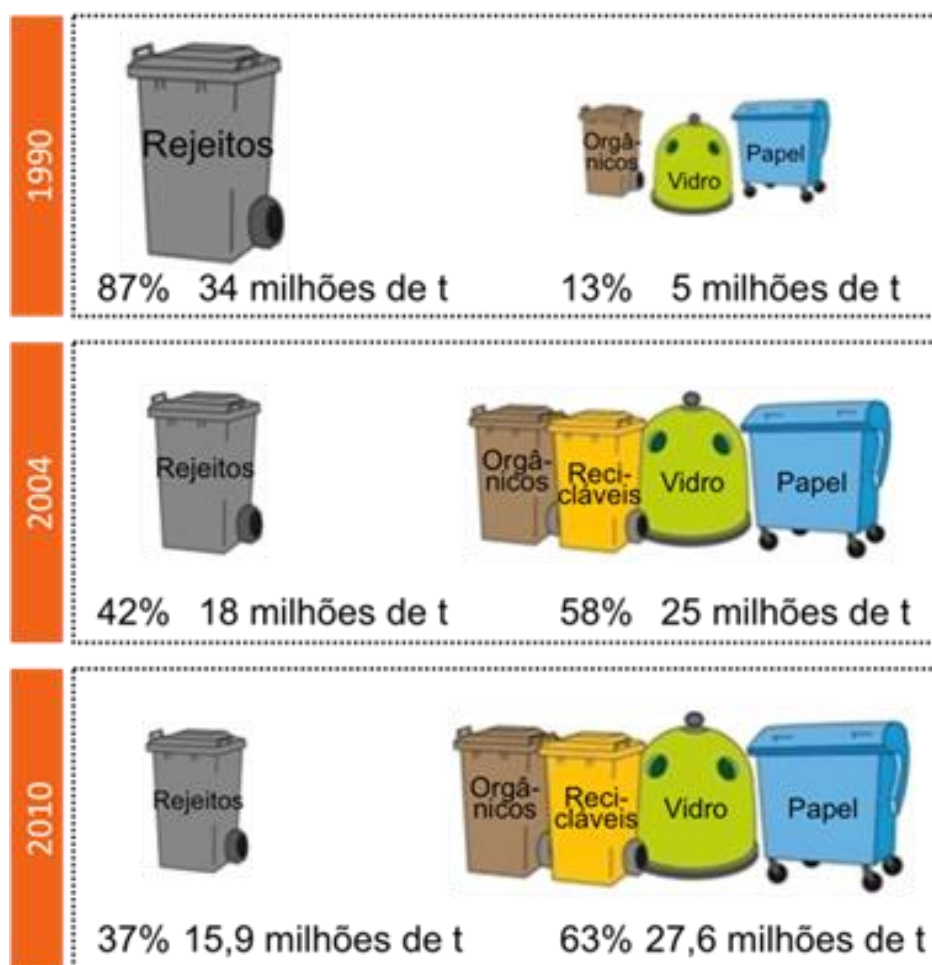 1990
Rejeitos
Orgâ-
nicos
Vidro
Papel
87% 34 milhões de t
13% 5 milhões de t
2004
Rejeitos
Orgâ-
nicos
Reci-
cláveis
Vidro
Papel
42% 18 milhões de t
58% 25 milhões de t
2010
Rejeitos
Orgâ-
nicos
Reci-
cláveis
Vidro
Papel
37% 15,9 milhões de t
63% 27,6 milhões de t